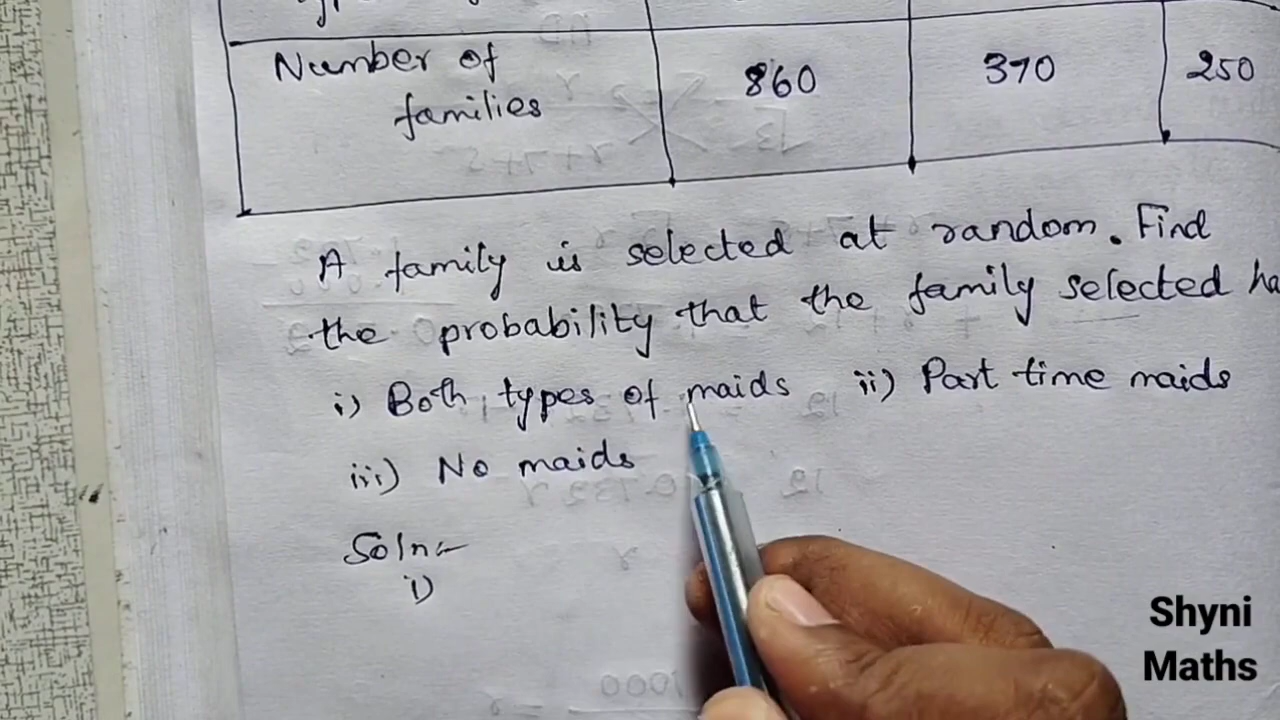 Number of families 860 370 250
A family is selected at random. Find
the probability that the family selected ha
i) Both types of maids ii) Part time maids
iii) No maids
Soln:-
i)
Shyni
Maths